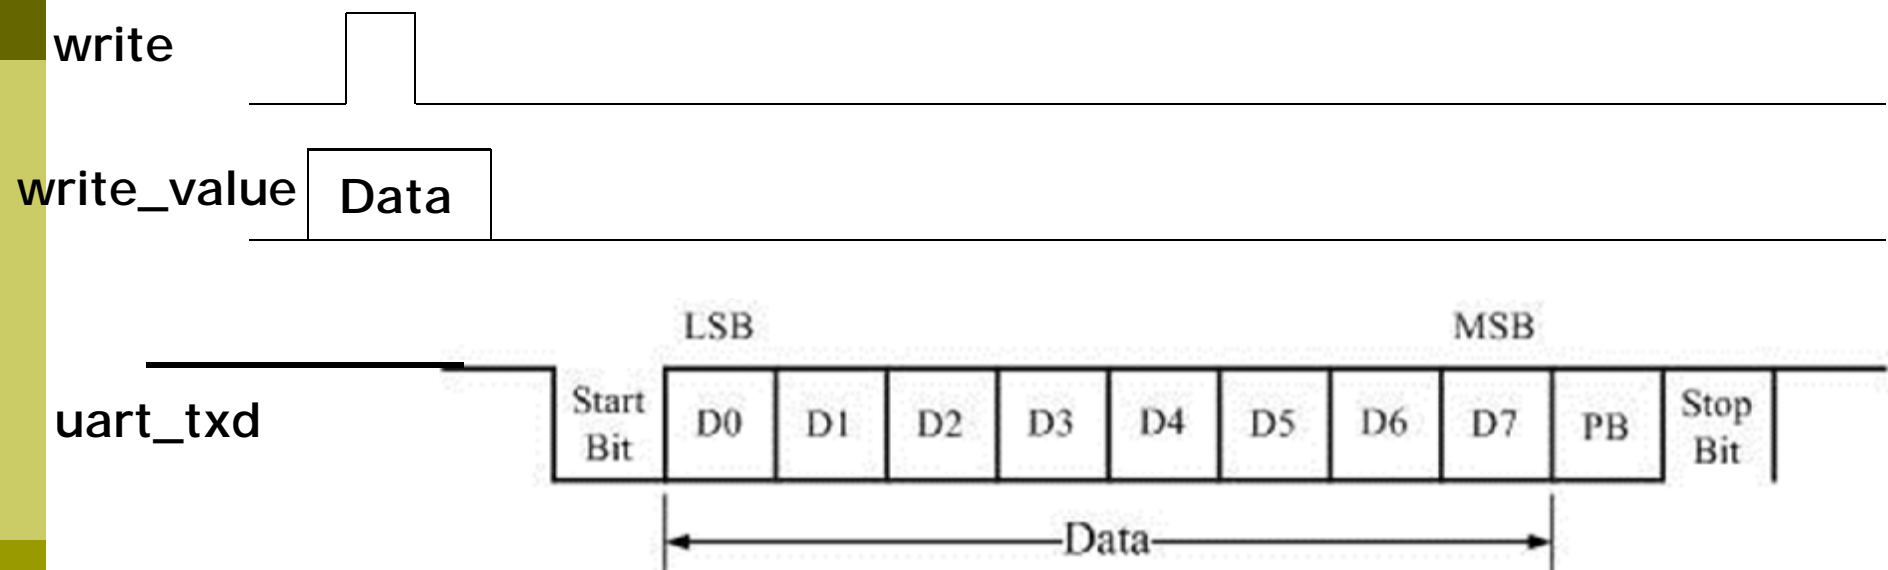 write
write_value
Data
LSB
MSB
uart_txd
Start
Bit
D0
D1
D2
D3
D4
D5
D6
D7
PB
Stop
Bit
Data